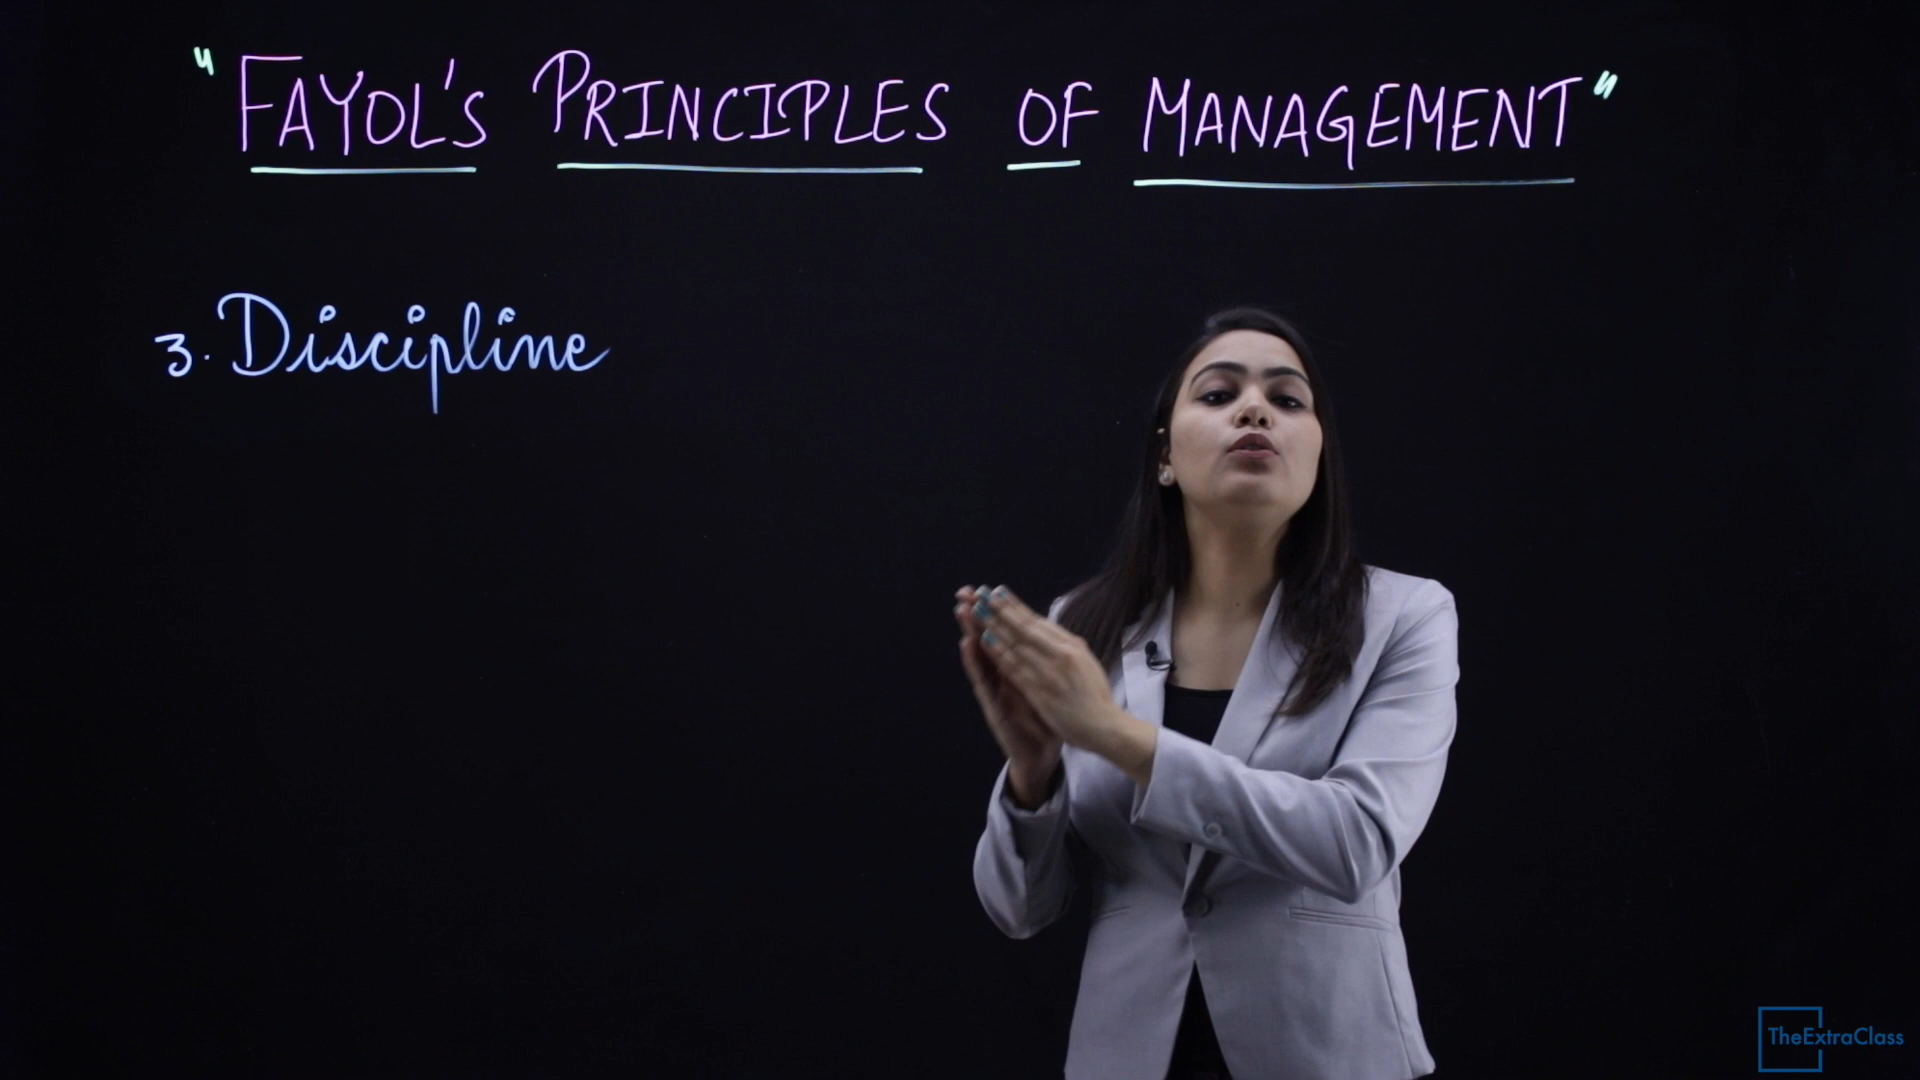 "FAYOL'S PRINCIPLES OF MANAGEMENT"
3. Discipline
TheExtraClass